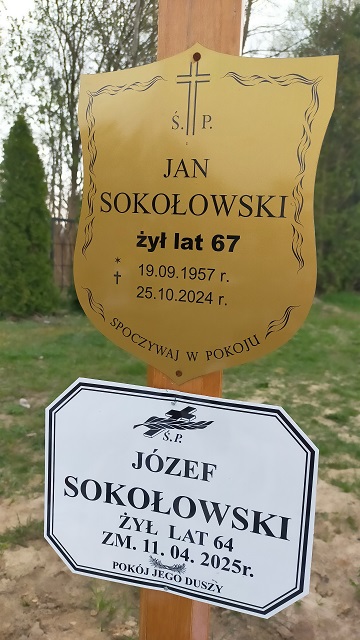 Ś. P.
JAN
SOKOŁOWSKI
żył lat 67
* 19.09.1957 r.
† 25.10.2024 r.
SPOCZYWAJ W POKOJU
Ś.P.
JÓZEF
SOKOŁOWSKI
ŻYŁ LAT 64
ZM. 11. 04. 2025r.
POKÓJ JEGO DUSZY